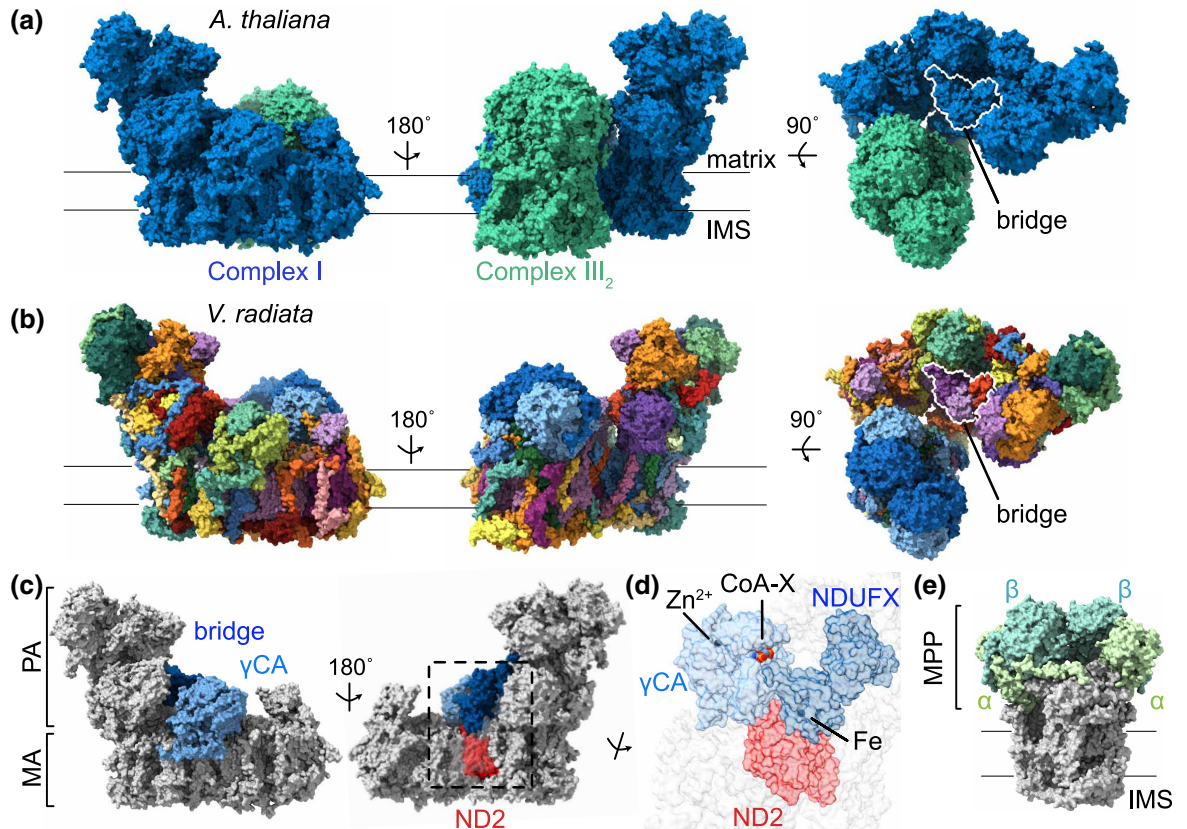 (a)
A. thaliana
180°
matrix
90°
IMS
bridge
Complex I
Complex III₂
(b)
V. radiata
180°
90°
bridge
(c)
PA
MA
bridge
γCA
180°
ND2
(d)
Zn²⁺
CoA-X
NDUFX
γCA
Fe
ND2
(e)
β
β
MPP
α
α
IMS